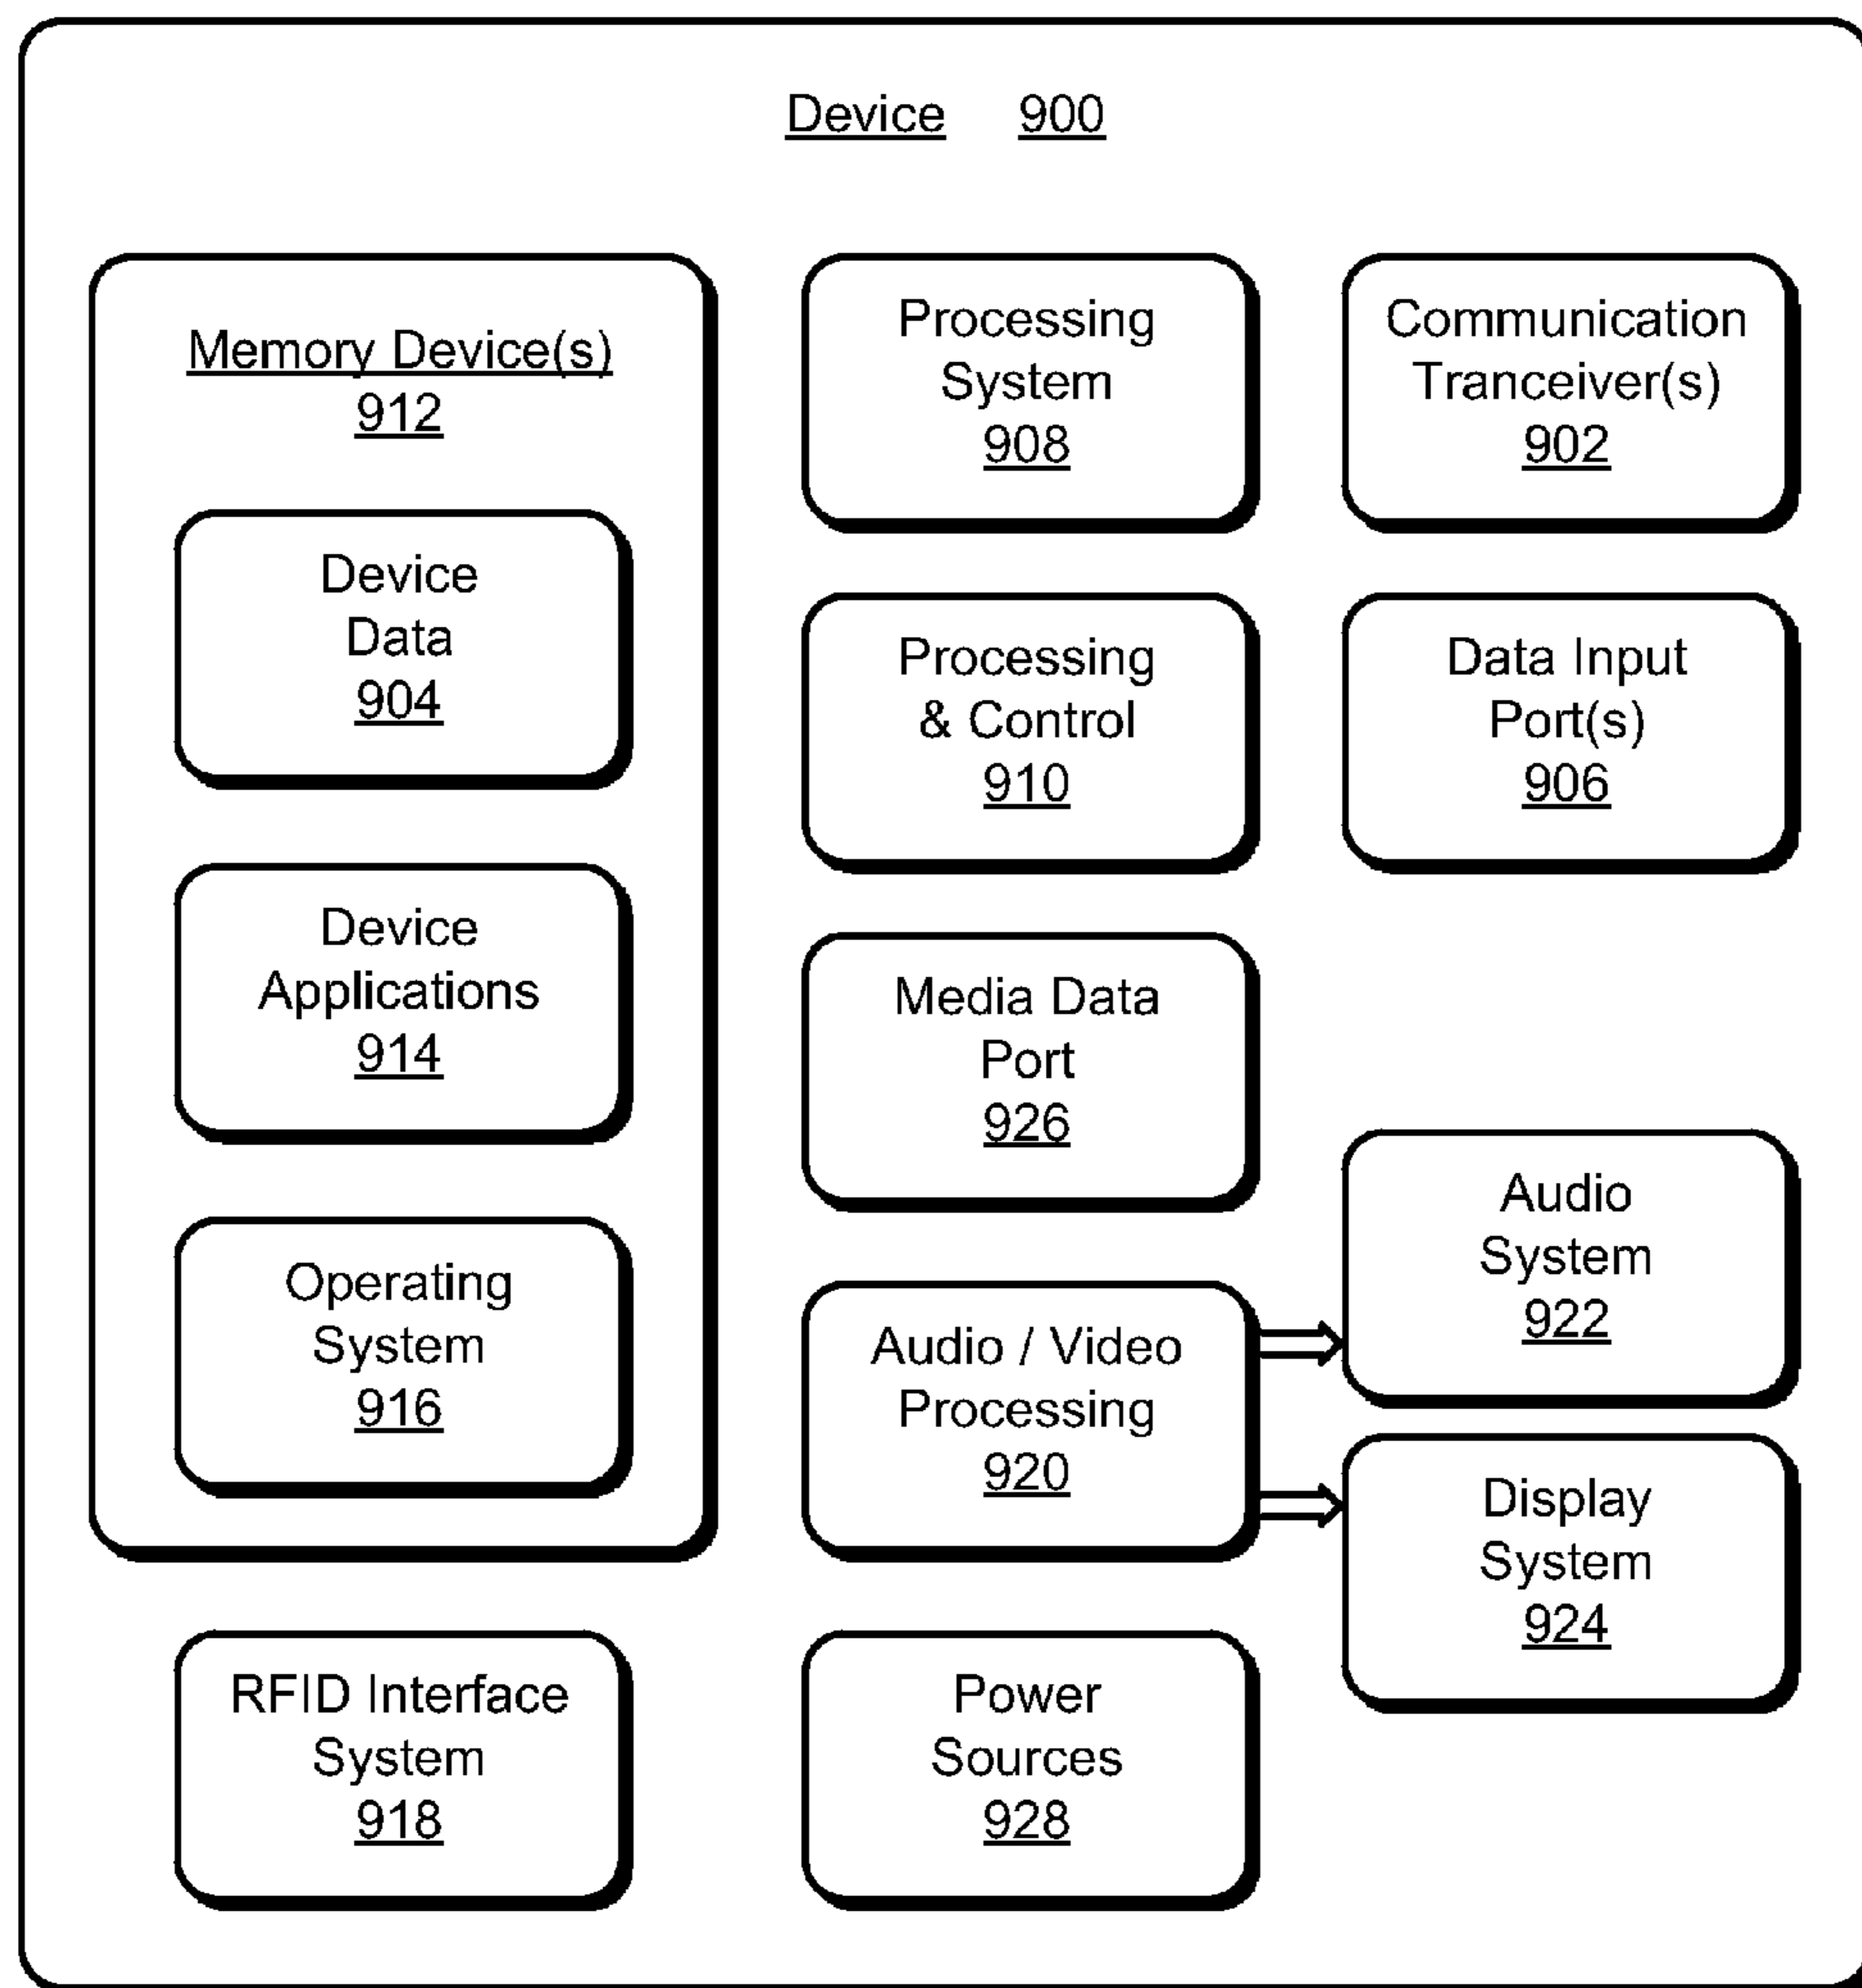 Device 900
Memory Device(s)
912
Device
Data
904
Device
Applications
914
Operating
System
916
RFID Interface
System
918
Processing
System
908
Processing
& Control
910
Media Data
Port
926
Audio / Video
Processing
920
Power
Sources
928
Communication
Tranceiver(s)
902
Data Input
Port(s)
906
Audio
System
922
Display
System
924